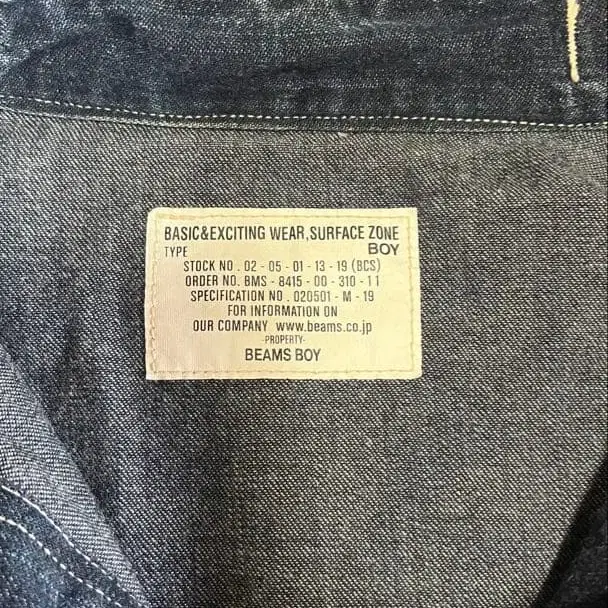 BASIC&EXCITING WEAR,SURFACE ZONE
TYPE BOY
STOCK NO . 02 - 05 - 01 - 13 - 19 (BCS)
ORDER NO. BMS - 8415 - 00 - 310 - 11
SPECIFICATION NO . 020501 - M - 19
FOR INFORMATION ON
OUR COMPANY www.beams.co.jp
-PROPERTY-
BEAMS BOY